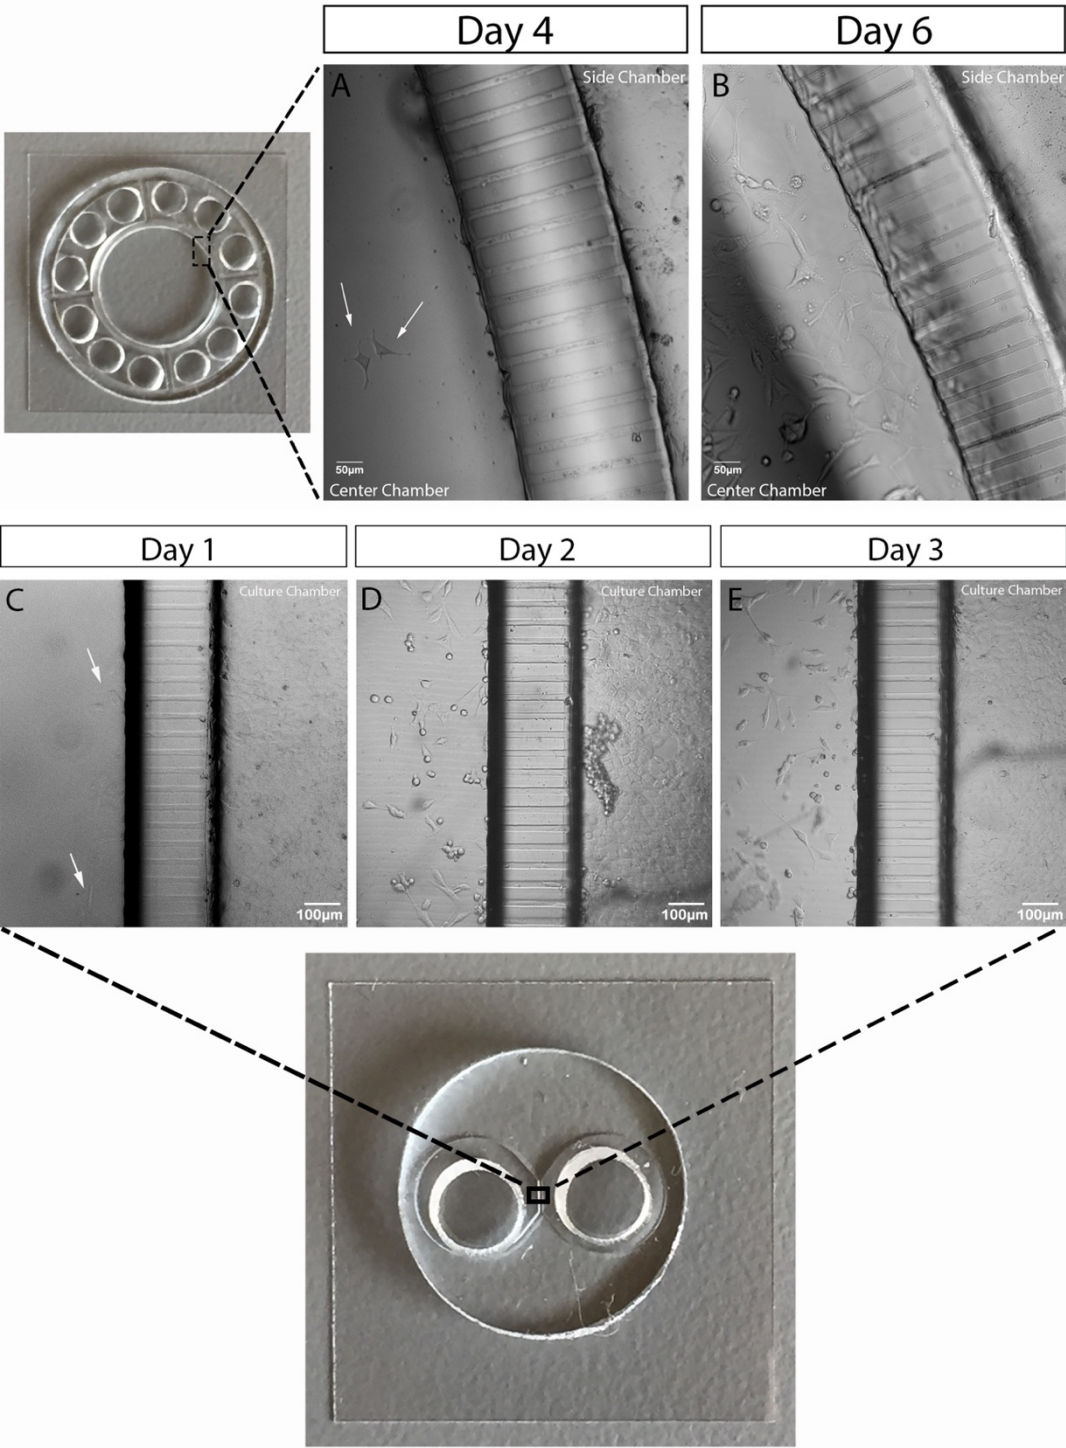 Day 4
Day 6
A
Side Chamber
B
Side Chamber
50μm
Center Chamber
50μm
Center Chamber
Day 1
Day 2
Day 3
C
Culture Chamber
D
Culture Chamber
E
Culture Chamber
100μm
100μm
100μm